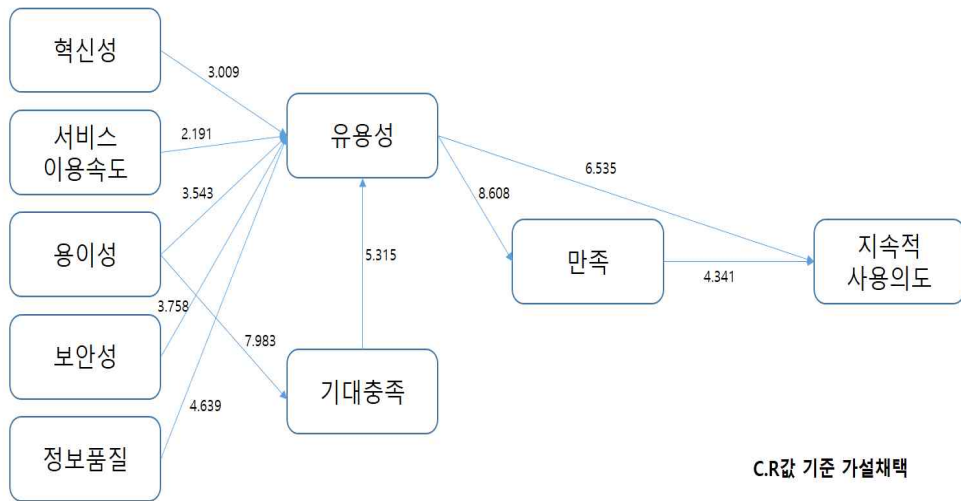 혁신성
3.009
서비스
이용속도
2.191
유용성
3.543
6.535
8.608
용이성
5.315
만족
4.341
지속적
사용의도
3.758
7.983
보안성
기대충족
4.639
정보품질
C.R값 기준 가설채택